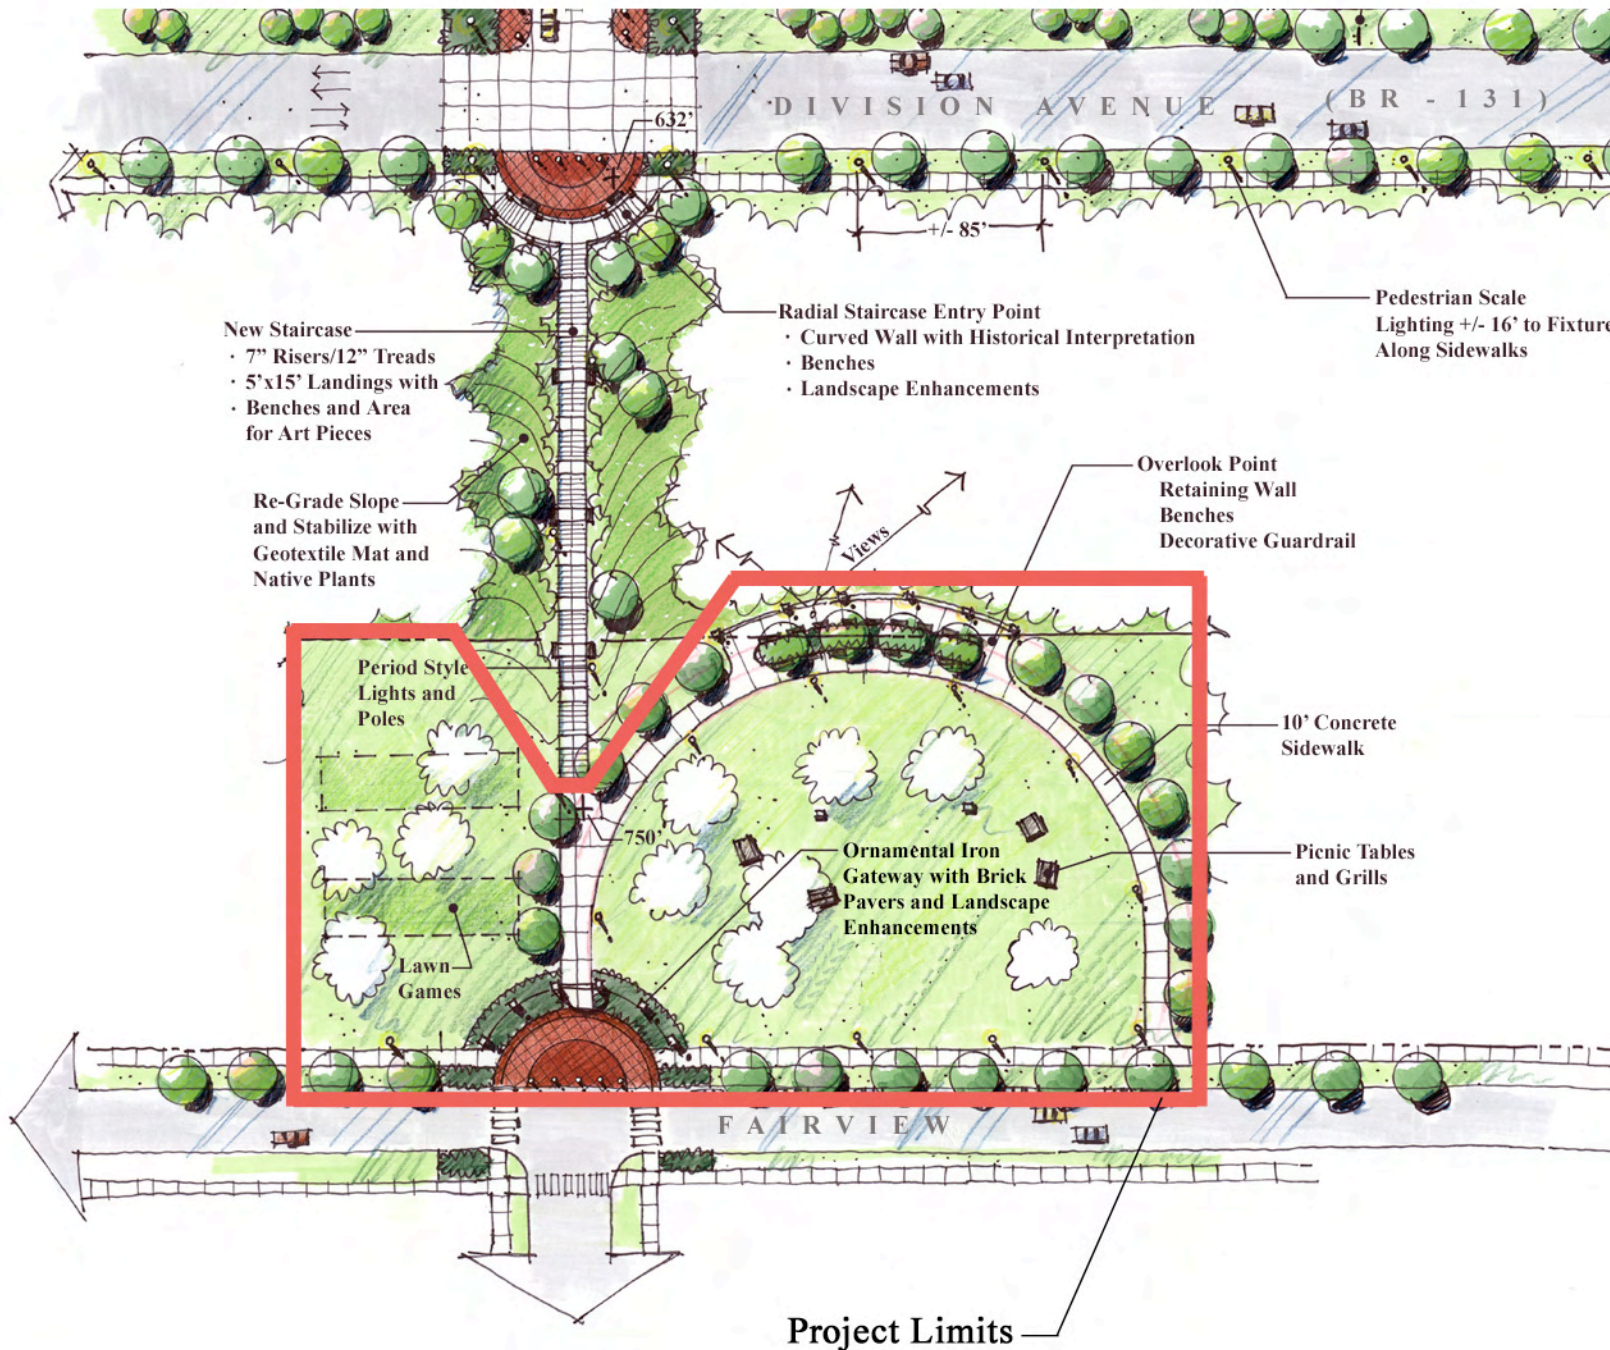 DIVISION AVENUE (BR - 131)
632'
+/- 85'
New Staircase
· 7” Risers/12” Treads
· 5’x15’ Landings with
· Benches and Area
for Art Pieces
Radial Staircase Entry Point
· Curved Wall with Historical Interpretation
· Benches
· Landscape Enhancements
Pedestrian Scale
Lighting +/- 16’ to Fixture
Along Sidewalks
Re-Grade Slope
and Stabilize with
Geotextile Mat and
Native Plants
Views
Overlook Point
Retaining Wall
Benches
Decorative Guardrail
Period Style
Lights and
Poles
10’ Concrete
Sidewalk
750'
Ornamental Iron
Gateway with Brick
Pavers and Landscape
Enhancements
Picnic Tables
and Grills
Lawn
Games
FAIRVIEW
Project Limits